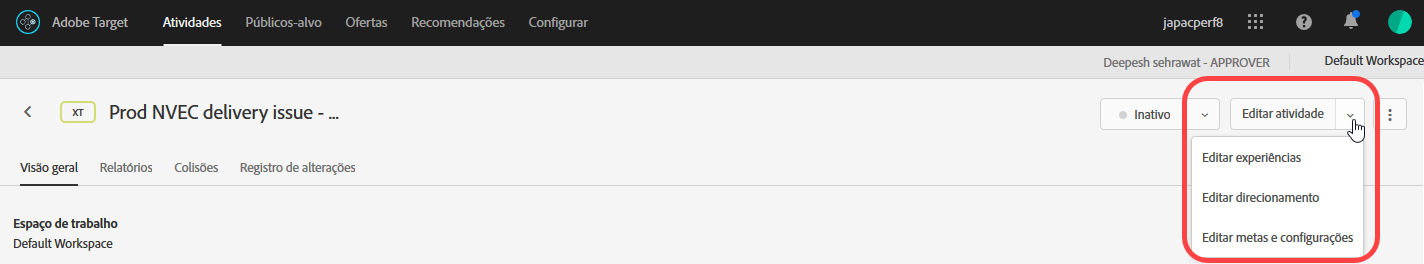 Adobe Target Atividades Públicos-alvo Ofertas Recomendações Configurar japacperf8
Deepesh sehrawat - APPROVER Default Workspace
XT Prod NVEC delivery issue - ... Inativo Editar atividade
Editar experiências
Visão geral Relatórios Colisões Registro de alterações
Editar direcionamento
Espaço de trabalho
Editar metas e configurações
Default Workspace